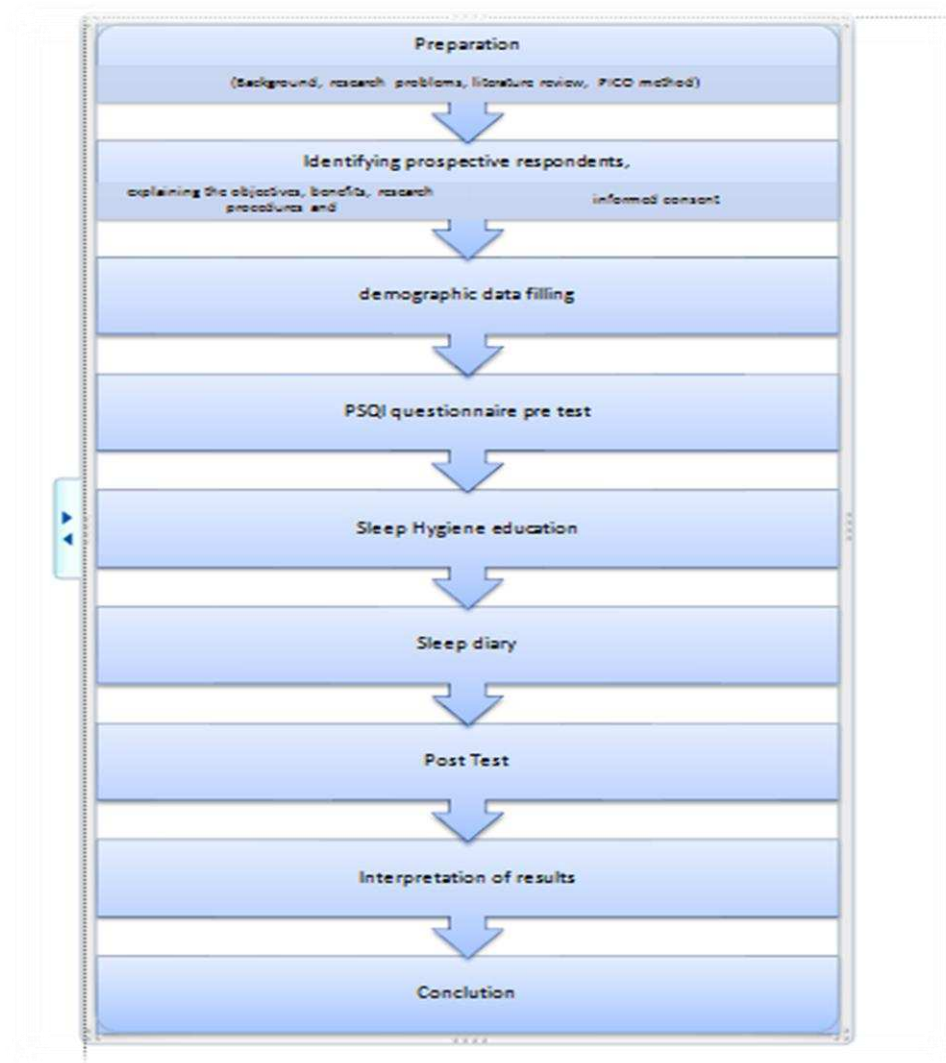 Preparation
(Background, research problems, literature review, PICO method)
Identifying prospective respondents,
explaining the objectives, benefits, research
procedures and
informed consent
demographic data filling
PSQI questionnaire pre test
Sleep Hygiene education
Sleep diary
Post Test
Interpretation of results
Conclution